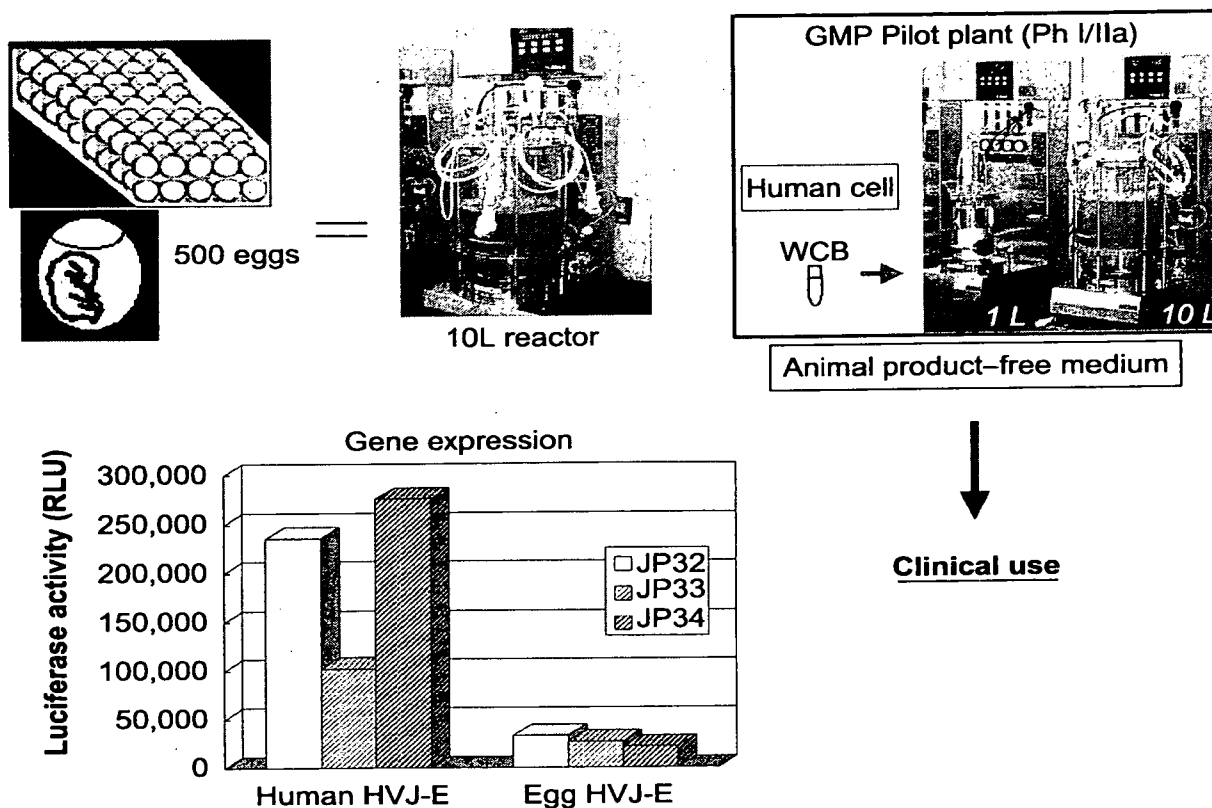 500 eggs
10L reactor
GMP Pilot plant (Ph I/IIa)
Human cell
WCB
1 L
10 L
Animal product–free medium
Clinical use
Gene expression
Luciferase activity (RLU)
300,000
250,000
200,000
150,000
100,000
50,000
0
JP32
JP33
JP34
Human HVJ-E
Egg HVJ-E